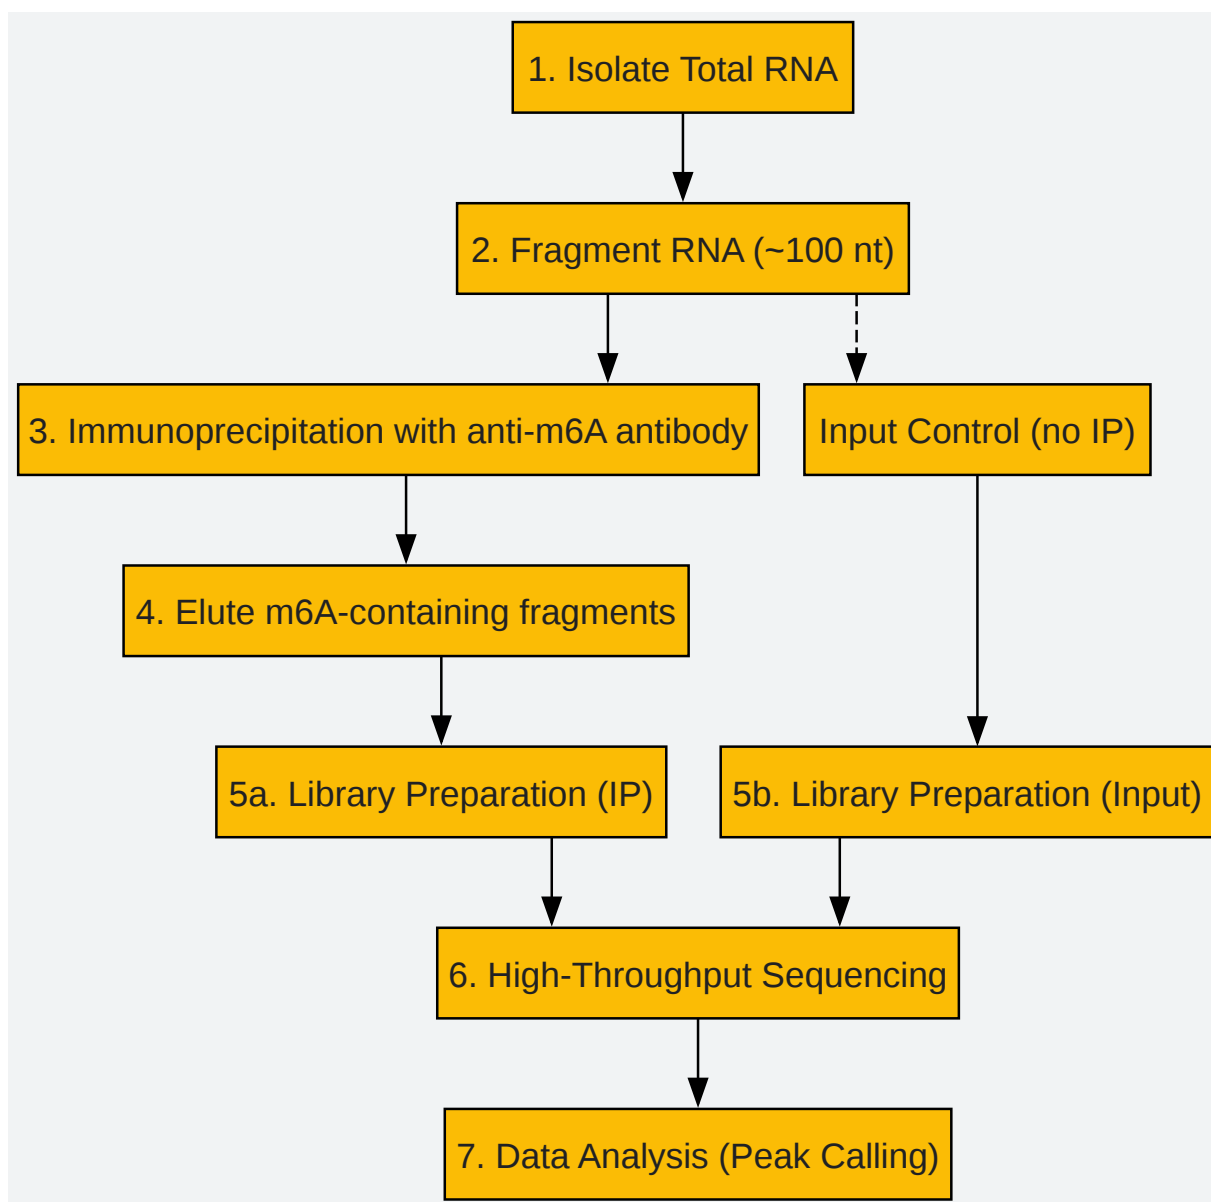 1. Isolate Total RNA
2. Fragment RNA (~100 nt)
3. Immunoprecipitation with anti-m6A antibody
Input Control (no IP)
4. Elute m6A-containing fragments
5a. Library Preparation (IP)
5b. Library Preparation (Input)
6. High-Throughput Sequencing
7. Data Analysis (Peak Calling)